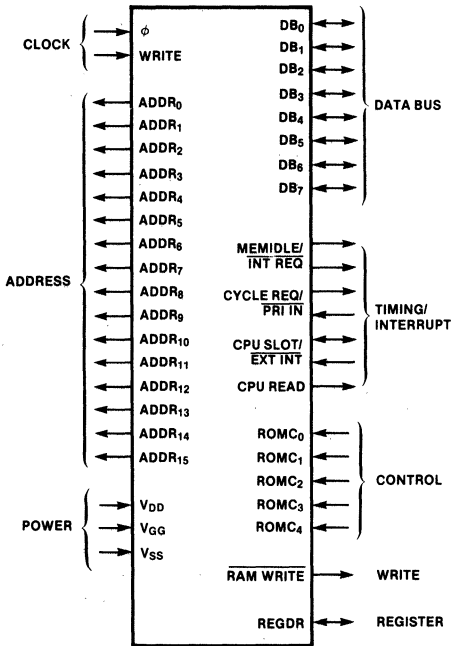 CLOCK
ϕ
WRITE
ADDRESS
ADDR₀
ADDR₁
ADDR₂
ADDR₃
ADDR₄
ADDR₅
ADDR₆
ADDR₇
ADDR₈
ADDR₉
ADDR₁₀
ADDR₁₁
ADDR₁₂
ADDR₁₃
ADDR₁₄
ADDR₁₅
POWER
VDD
VGG
VSS
DB₀
DB₁
DB₂
DB₃
DB₄
DB₅
DB₆
DB₇
DATA BUS
MEMIDLE/
INT REQ
CYCLE REQ/
PRI IN
CPU SLOT/
EXT INT
CPU READ
TIMING/
INTERRUPT
ROMC₀
ROMC₁
ROMC₂
ROMC₃
ROMC₄
CONTROL
RAM WRITE
WRITE
REGDR
REGISTER